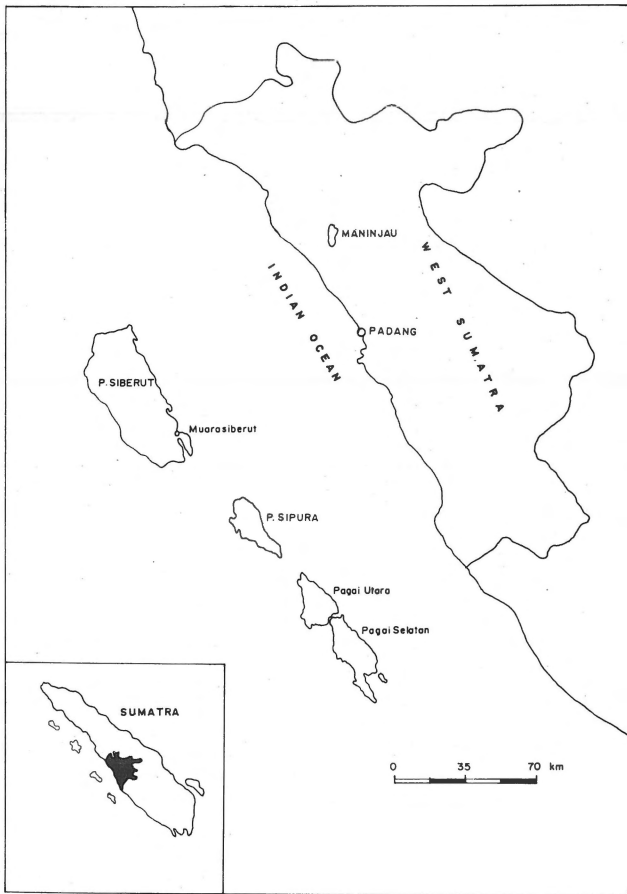 MANINJAU
WEST SUMATRA
INDIAN OCEAN
PADANG
P. SIBERUT
Muarasiberut
P. SIPURA
Pagai Utara
Pagai Selatan
SUMATRA
0 35 70 km